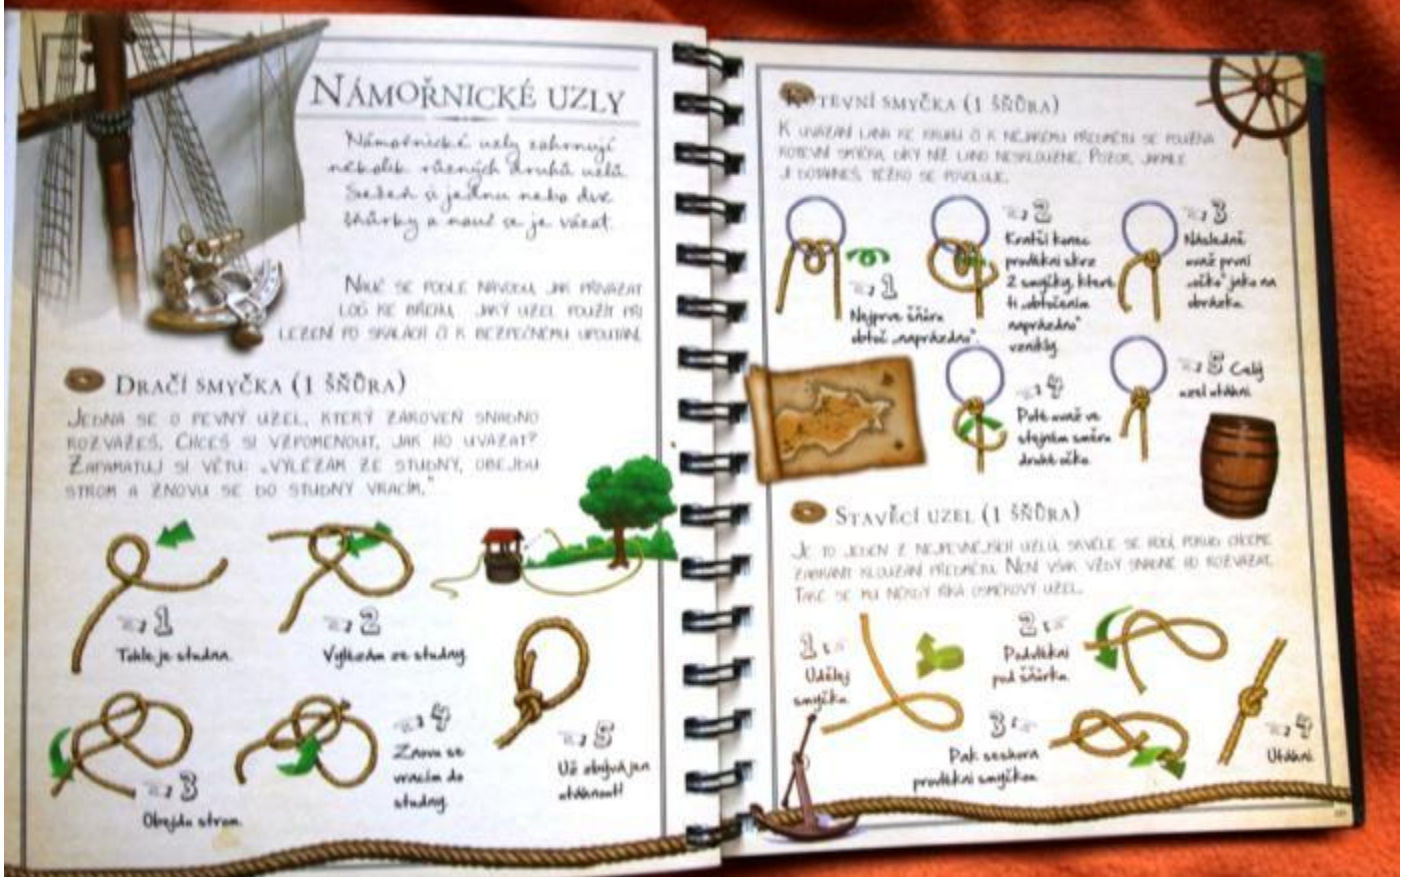 NÁMOŘNICKÉ UZLY
Námořnické uzly zahrnují
několik různých druhů uzlů.
Sežeň si jednu nebo dvě
šňůrky a nauč se je vázat.
NAUČ SE PODLE NÁVODU, JAK PŘIVÁZAT
LOĎ KE BŘEHU, JAKÝ UZEL POUŽÍT PŘI
LEZENÍ PO SKALÁCH ČI K BEZPEČNÉMU UPOUTÁNÍ.
DRAČÍ SMYČKA (1 ŠŇŮRA)
JEDNÁ SE O PEVNÝ UZEL, KTERÝ ZÁROVEŇ SNADNO
ROZVÁŽEŠ. CHCEŠ SI VZPOMENOUT, JAK HO UVÁZAT?
ZAPAMATUJ SI VĚTU: „VYLÉZÁM ZE STUDNY, OBEJDU
STROM A ZNOVU SE DO STUDNY VRACÍM.“
1
Tohle je studna.
2
Vylézám ze studny.
3
Obejdu strom.
4
Znovu se
vracím do
studny.
5
Už zbývá jen
utáhnout!
KOTEVNÍ SMYČKA (1 ŠŇŮRA)
K UVÁZÁNÍ LANA KE KRUHU ČI K NĚJAKÉMU PŘEDMĚTU SE POUŽÍVÁ
KOTEVNÍ SMYČKA, DÍKY NÍŽ LANO NESKLOUZNE. POZOR, JAKMILE
JI DOTÁHNEŠ, TĚŽKO SE POVOLUJE.
1
Nejprve šňůru
obtoč „naprázdno“.
2
Kratší konec
provlékni skrz
2 smyčky, které
ti „obtočením
naprázdno“
vznikly.
3
Následně
uvaž první
„očko“ jako na
obrázku.
4
Poté uvaž ve
stejném směru
druhé očko.
5 Celý
uzel utáhni.
STAVĚCÍ UZEL (1 ŠŇŮRA)
JE TO JEDEN Z NEJPEVNĚJŠÍCH UZLŮ. SKVĚLE SE HODÍ, POKUD CHCEME
ZABRÁNIT KLOUZÁNÍ PŘEDMĚTU. NENÍ VŠAK VŽDY SNADNÉ HO ROZVÁZAT.
TAKÉ SE MU NĚKDY ŘÍKÁ OSMIČKOVÝ UZEL.
1
Udělej
smyčku.
2
Podvlékni
pod šňůrku.
3
Pak seshora
provlékni smyčkou.
4
Utáhni.